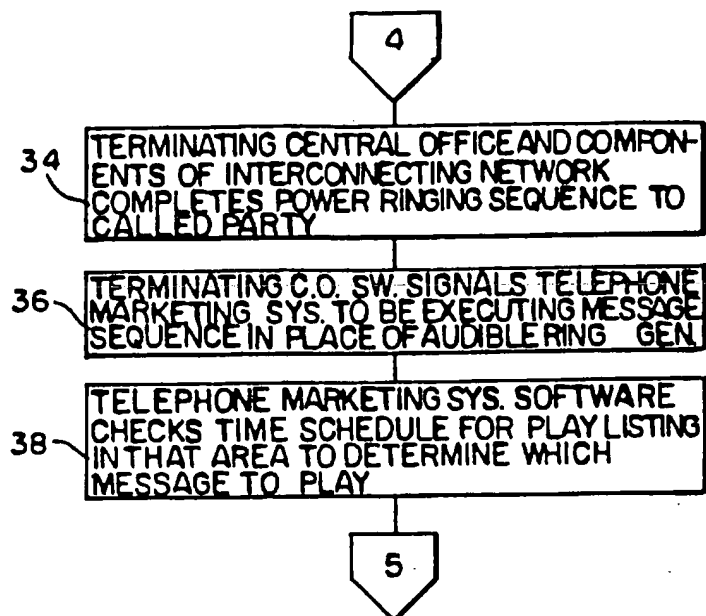 4
34
TERMINATING CENTRAL OFFICE AND COMPON-
ENTS OF INTERCONNECTING NETWORK
COMPLETES POWER RINGING SEQUENCE TO
CALLED PARTY
36
TERMINATING C.O. SW. SIGNALS TELEPHONE
MARKETING SYS. TO BE EXECUTING MESSAGE
SEQUENCE IN PLACE OF AUDIBLE RING GEN.
38
TELEPHONE MARKETING SYS. SOFTWARE
CHECKS TIME SCHEDULE FOR PLAY LISTING
IN THAT AREA TO DETERMINE WHICH
MESSAGE TO PLAY
5